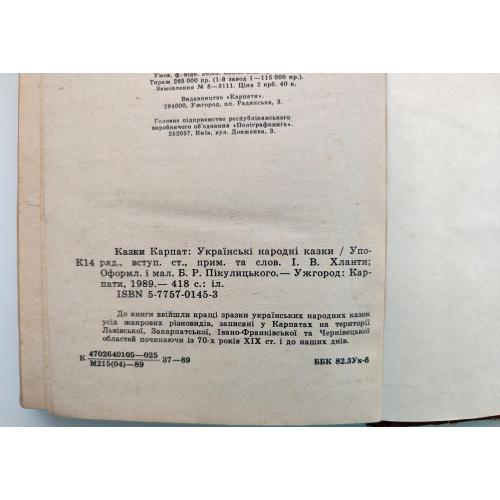 Тираж 265 000 пр. (1-й завод 1—115 000 пр.).
Замовлення № 8—3111. Ціна 2 крб. 40 к.
Видавництво «Карпати».
294000, Ужгород, пл. Радянська, 3.
Головне підприємство республіканського
виробничого об'єднання «Поліграфкнига».
252057, Київ, вул. Довженка, 3.
Казки Карпат: Українські народні казки / Упо-
К14 ряд., вступ. ст., прим. та слов. І. В. Хланти;
Оформл. і мал. Б. Р. Пікулицького.— Ужгород: Кар-
пати, 1989.— 418 с.: іл.
ISBN 5-7757-0145-3
До книги ввійшли кращі зразки українських народних казок
усіх жанрових різновидів, записані у Карпатах на території
Львівської, Закарпатської, Івано-Франківської та Чернівецької
областей починаючи із 70-х років XIX ст. і до наших днів.
К 4702640105—025 37—89
М215(04)—89
ББК 82.3Ук-6